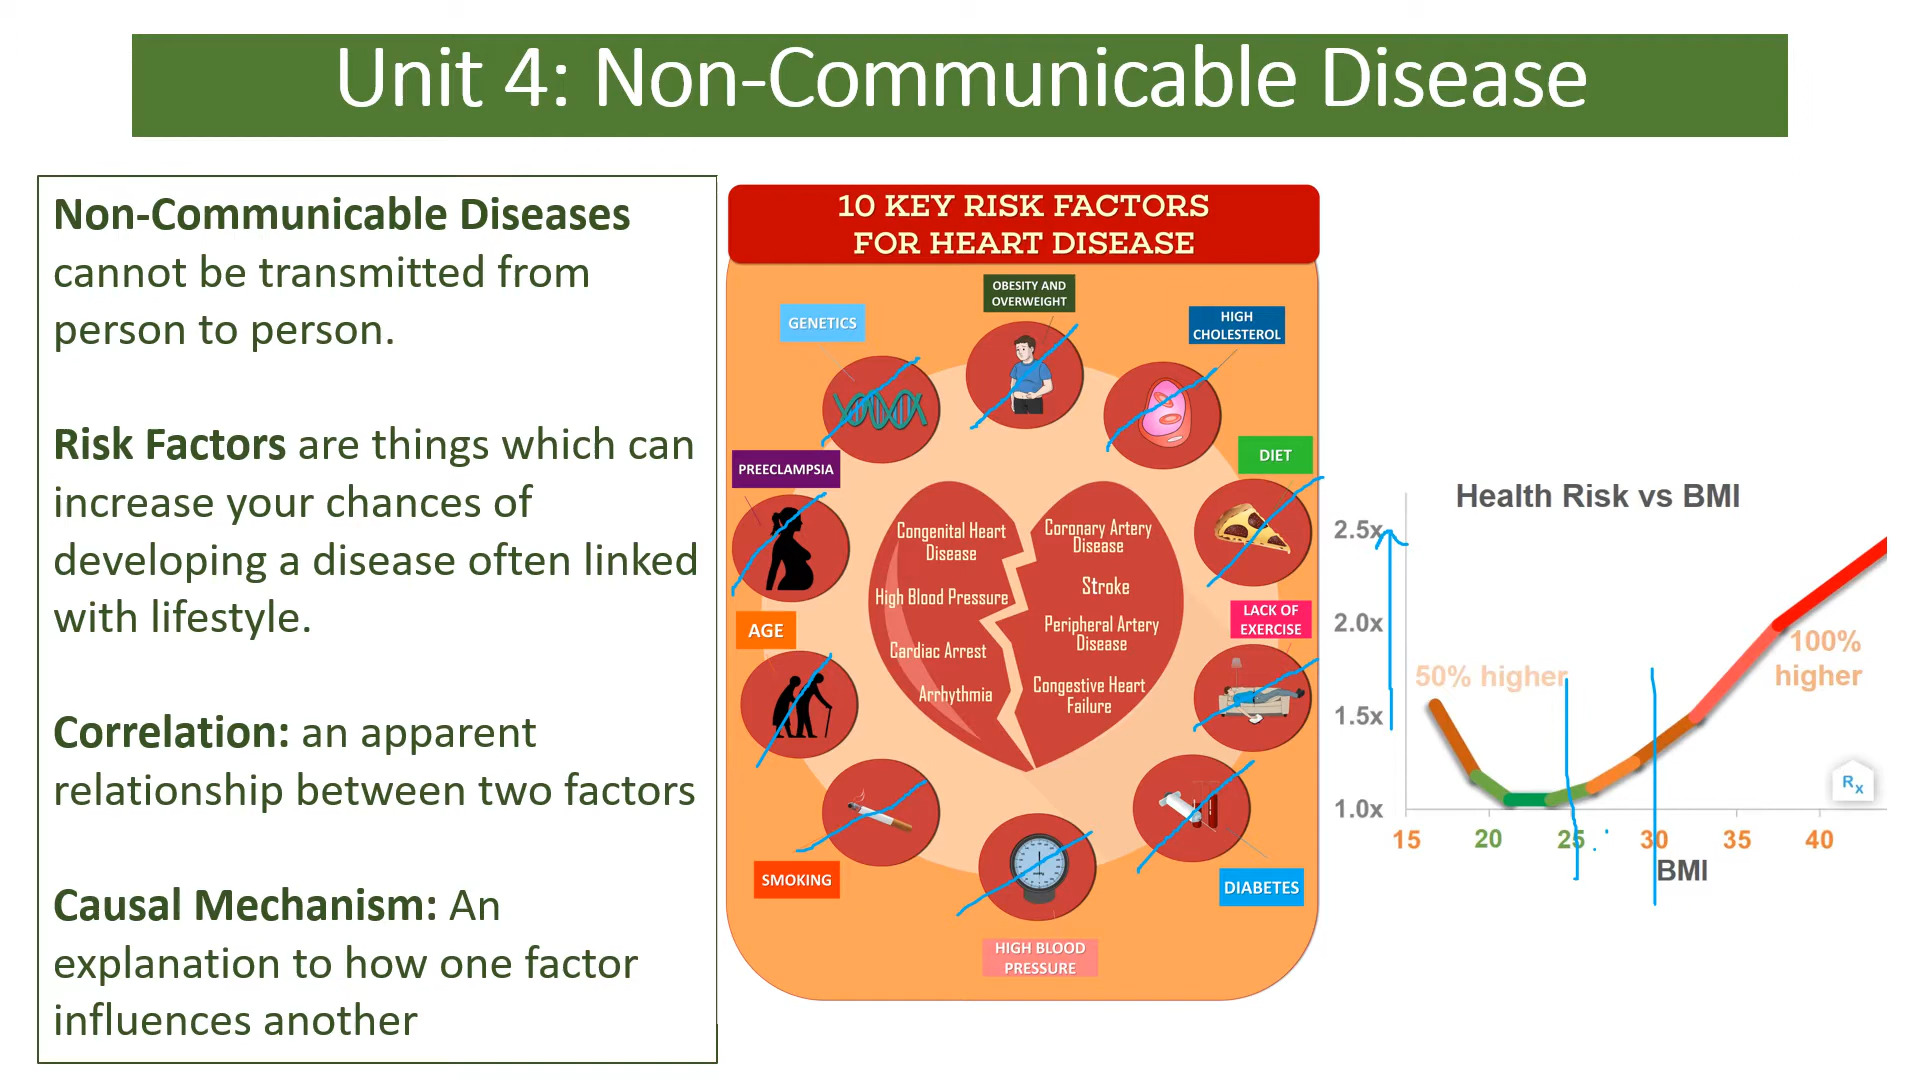 Unit 4: Non-Communicable Disease
Non-Communicable Diseases
cannot be transmitted from
person to person.
Risk Factors are things which can
increase your chances of
developing a disease often linked
with lifestyle.
Correlation: an apparent
relationship between two factors
Causal Mechanism: An
explanation to how one factor
influences another
10 KEY RISK FACTORS
FOR HEART DISEASE
OBESITY AND
OVERWEIGHT
GENETICS
HIGH
CHOLESTEROL
PREECLAMPSIA
DIET
AGE
LACK OF
EXERCISE
SMOKING
DIABETES
HIGH BLOOD
PRESSURE
Congenital Heart
Disease
High Blood Pressure
Cardiac Arrest
Arrhythmia
Coronary Artery
Disease
Stroke
Peripheral Artery
Disease
Congestive Heart
Failure
Health Risk vs BMI
2.5x
2.0x
1.5x
1.0x
50% higher
100%
higher
Rx
15 20 25 30 35 40
BMI